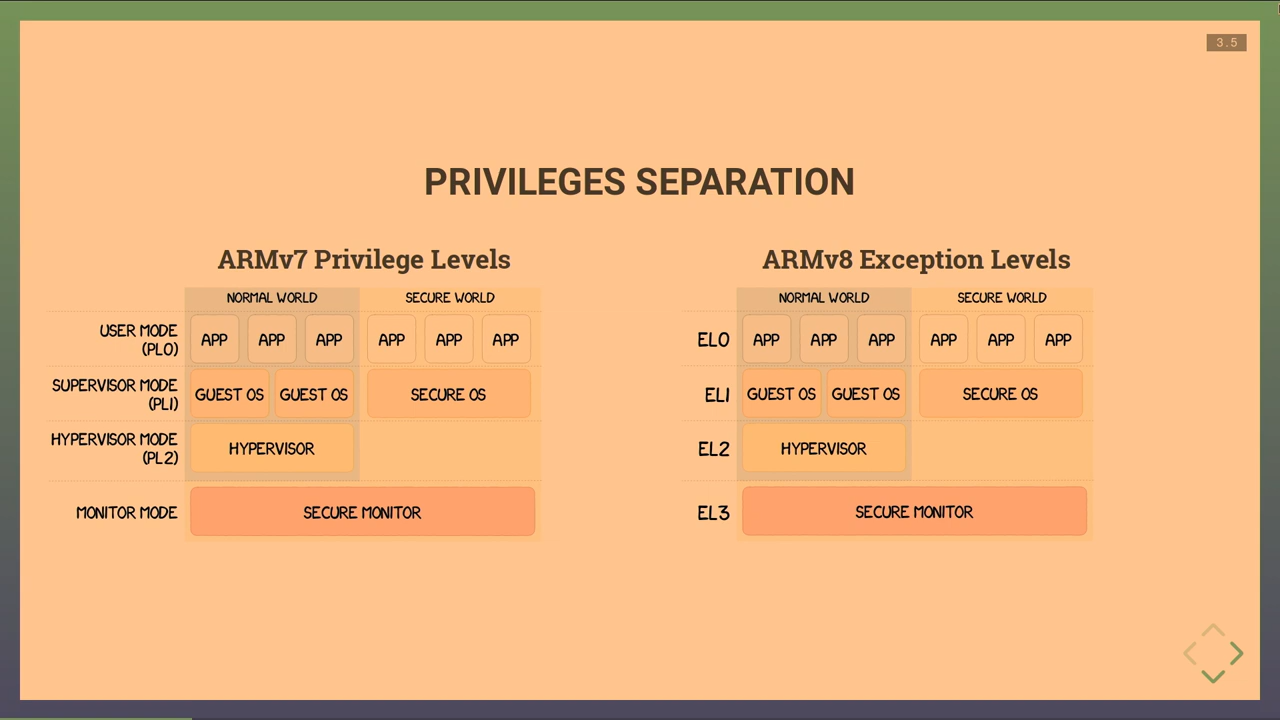 3.5
PRIVILEGES SEPARATION
ARMv7 Privilege Levels
NORMAL WORLD SECURE WORLD
USER MODE
(PL0)
APP APP APP APP APP APP
SUPERVISOR MODE
(PL1)
GUEST OS GUEST OS SECURE OS
HYPERVISOR MODE
(PL2)
HYPERVISOR
MONITOR MODE SECURE MONITOR
ARMv8 Exception Levels
NORMAL WORLD SECURE WORLD
EL0 APP APP APP APP APP APP
EL1 GUEST OS GUEST OS SECURE OS
EL2 HYPERVISOR
EL3 SECURE MONITOR